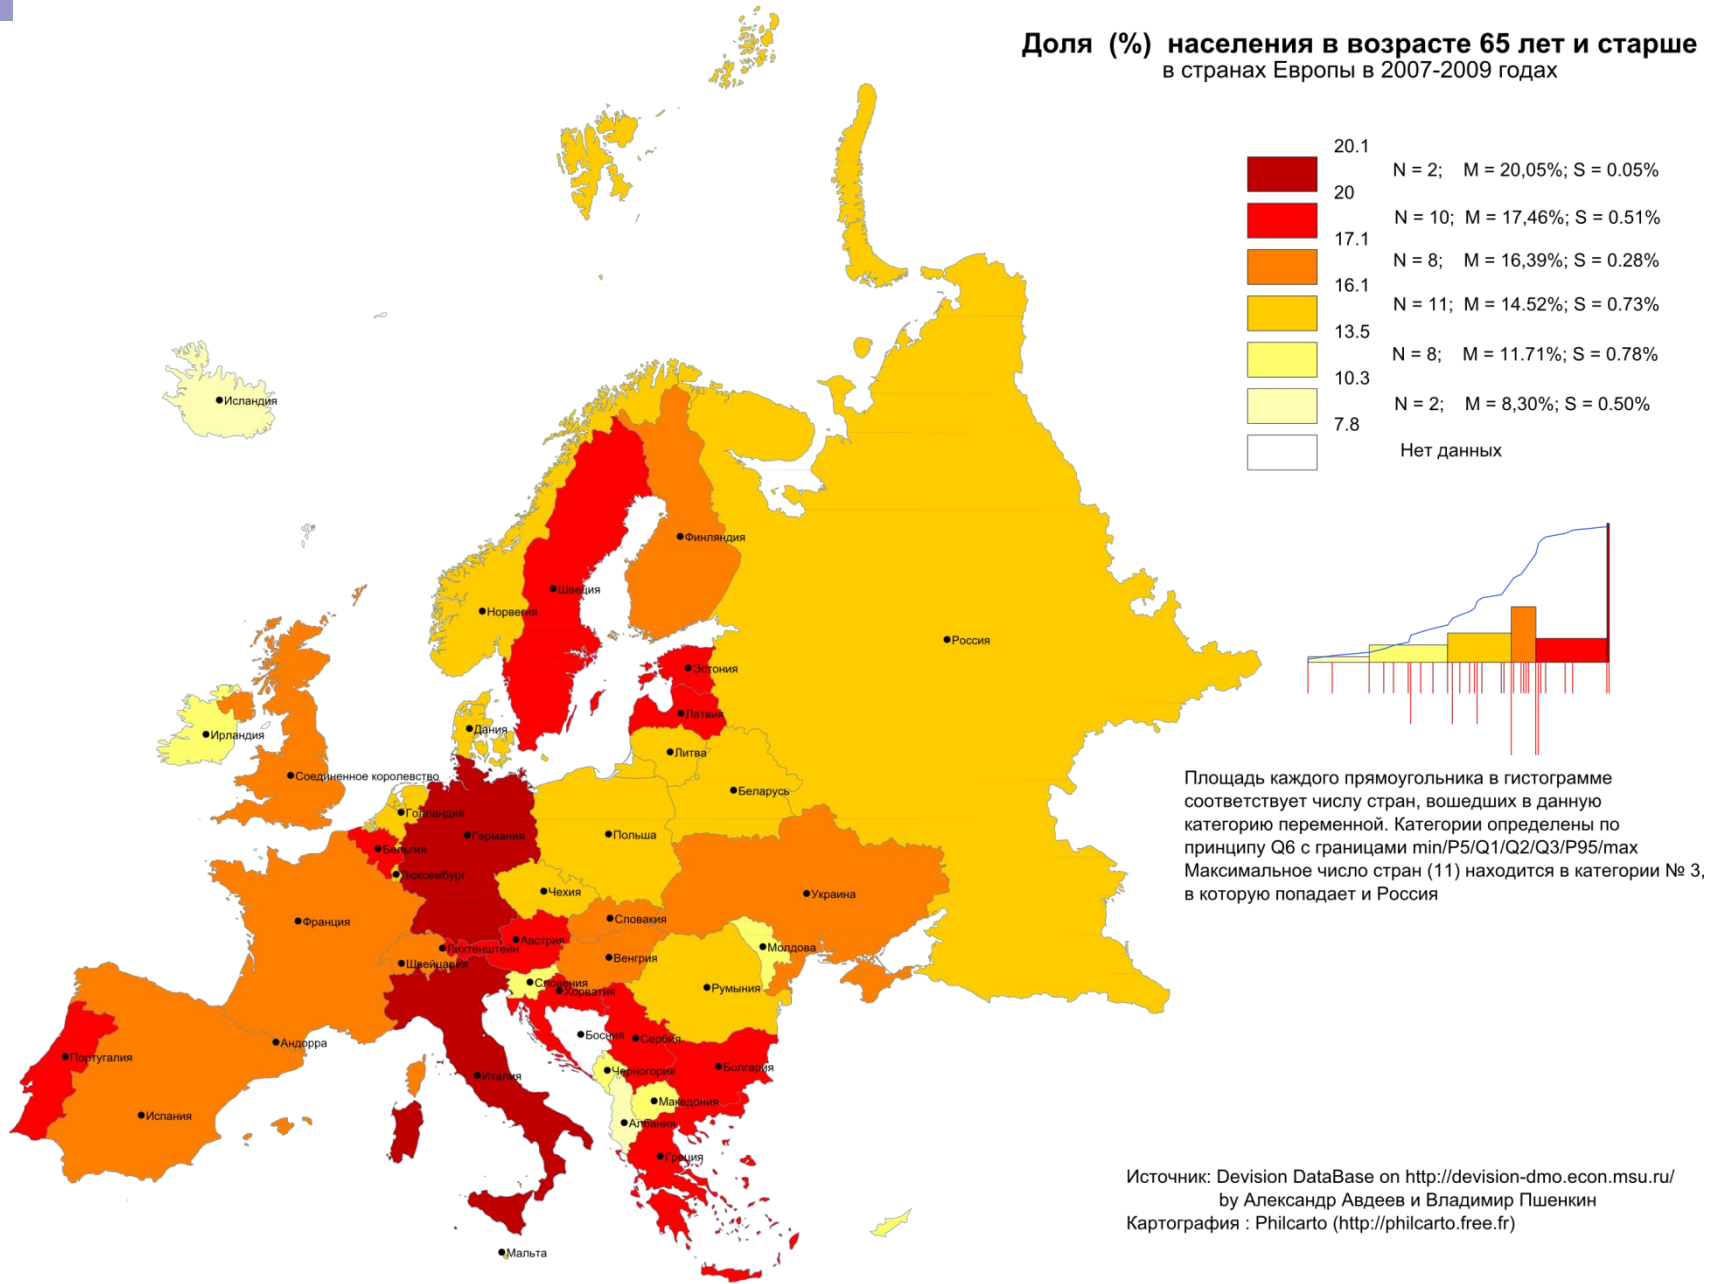 Доля (%) населения в возрасте 65 лет и старше
в странах Европы в 2007-2009 годах
20.1
N = 2; M = 20,05%; S = 0.05%
20
N = 10; M = 17,46%; S = 0.51%
17.1
N = 8; M = 16,39%; S = 0.28%
16.1
N = 11; M = 14.52%; S = 0.73%
13.5
N = 8; M = 11.71%; S = 0.78%
10.3
N = 2; M = 8,30%; S = 0.50%
7.8
Нет данных
Исландия
Финляндия
Швеция
Норвегия
Россия
Эстония
Латвия
Дания
Ирландия
Литва
Соединенное королевство
Беларусь
Голландия
Германия
Польша
Бельгия
Люксембург
Чехия
Украина
Франция
Словакия
Австрия
Лихтенштейн
Молдова
Швейцария
Венгрия
Словения
Хорватия
Румыния
Босния
Сербия
Андорра
Португалия
Черногория
Болгария
Италия
Македония
Испания
Албания
Греция
Мальта
Площадь каждого прямоугольника в гистограмме
соответствует числу стран, вошедших в данную
категорию переменной. Категории определены по
принципу Q6 с границами min/P5/Q1/Q2/Q3/P95/max
Максимальное число стран (11) находится в категории № 3,
в которую попадает и Россия
Источник: Devision DataBase on http://devision-dmo.econ.msu.ru/
by Александр Авдеев и Владимир Пшенкин
Картография : Philcarto (http://philcarto.free.fr)